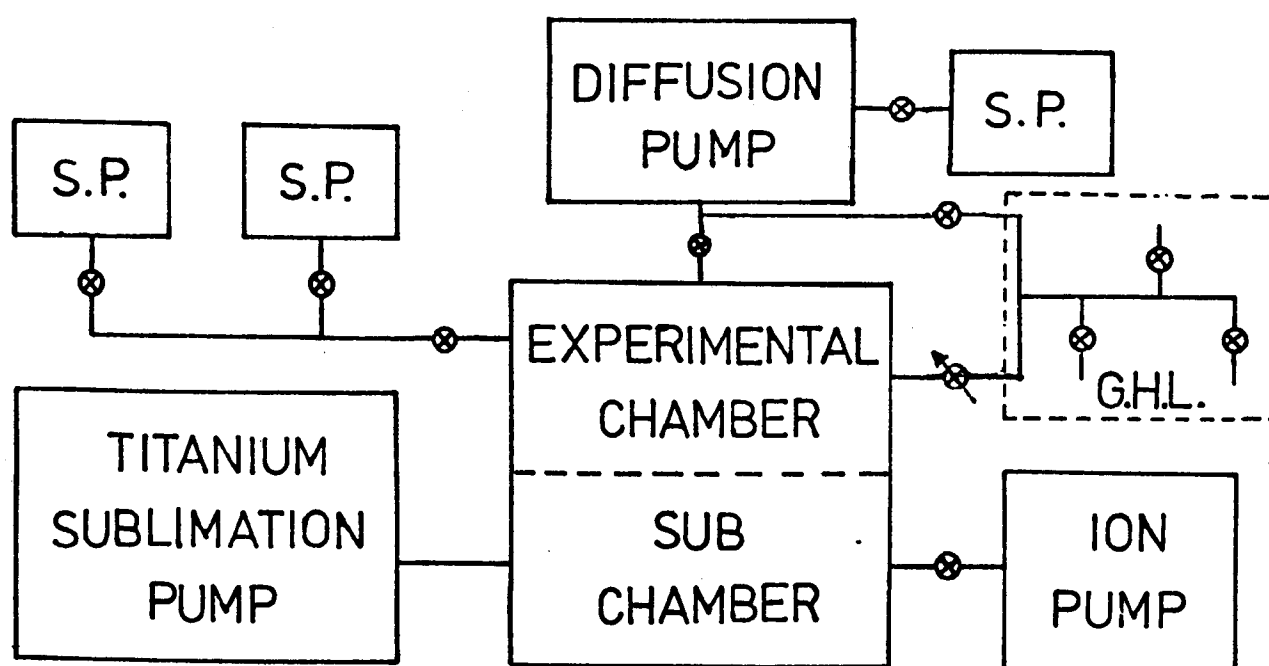 DIFFUSION
PUMP
S.P.
S.P.
S.P.
EXPERIMENTAL
CHAMBER
G.H.L.
TITANIUM
SUBLIMATION
PUMP
SUB
CHAMBER
ION
PUMP